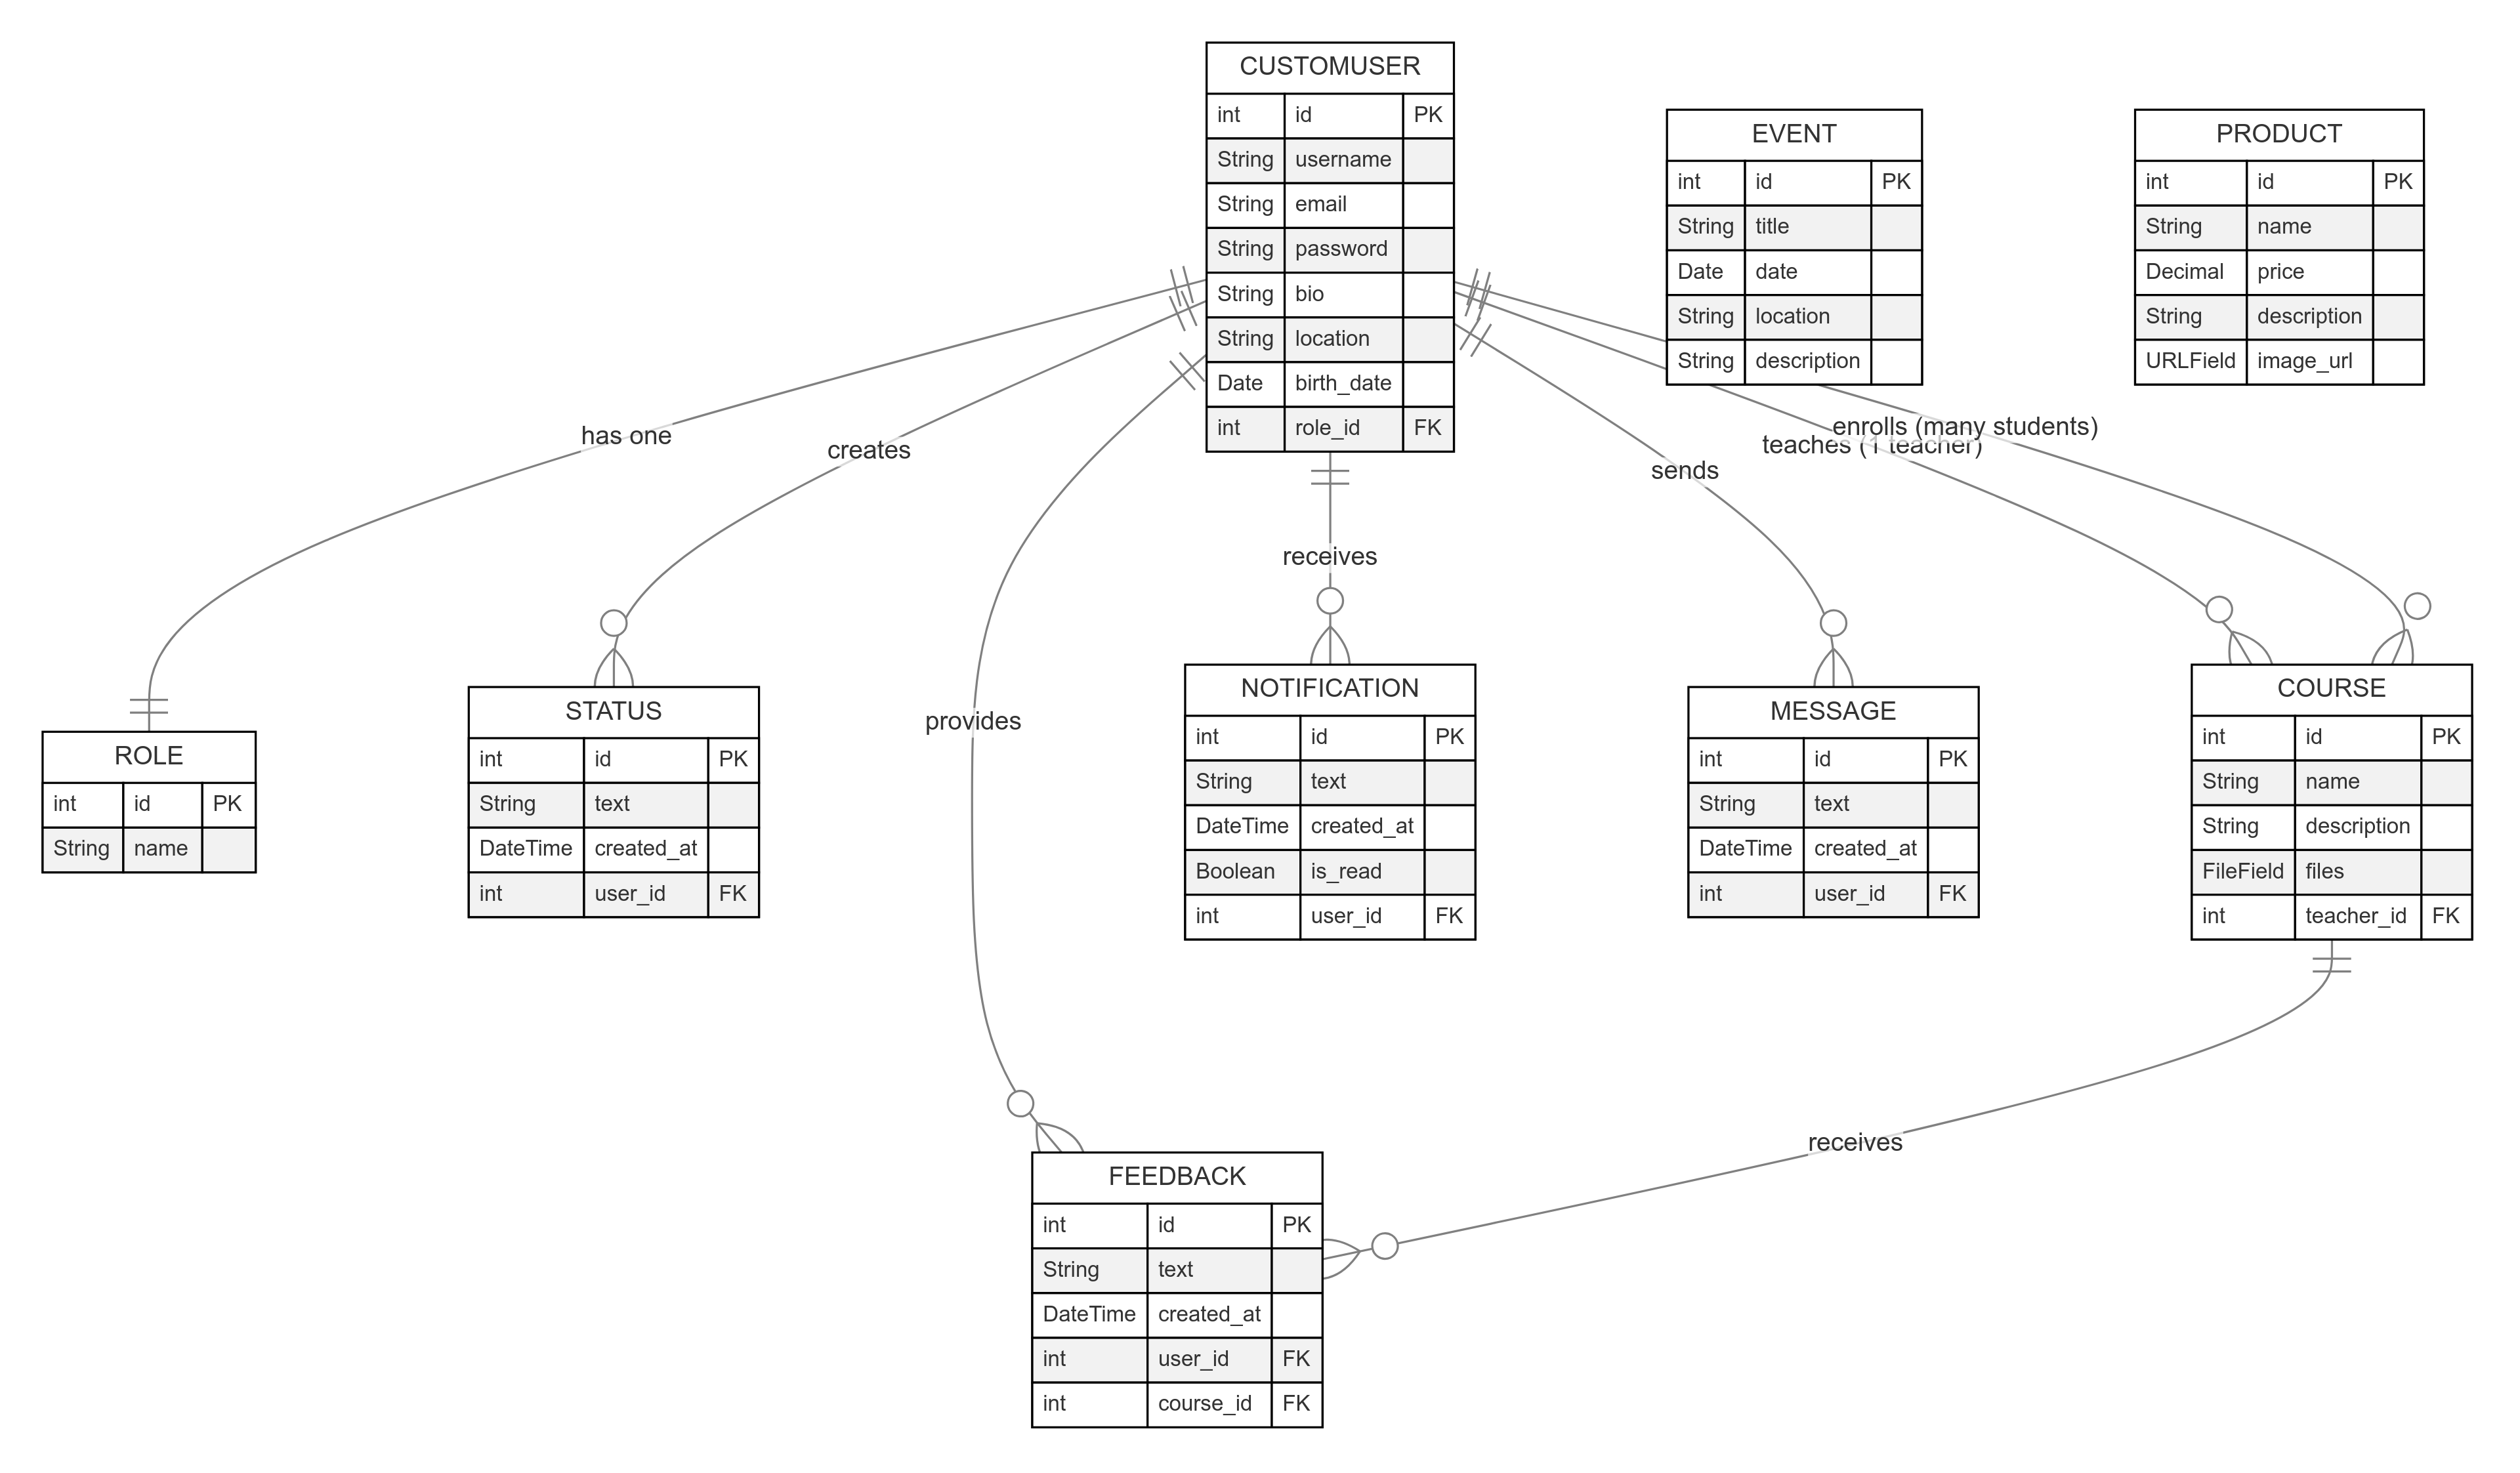 CUSTOMUSER
int id PK
String username
String email
String password
String bio
String location
Date birth_date
int role_id FK
EVENT
int id PK
String title
Date date
String location
String description
PRODUCT
int id PK
String name
Decimal price
String description
URLField image_url
has one
creates
provides
receives
sends
enrolls (many students)
teaches (1 teacher)
ROLE
int id PK
String name
STATUS
int id PK
String text
DateTime created_at
int user_id FK
NOTIFICATION
int id PK
String text
DateTime created_at
Boolean is_read
int user_id FK
MESSAGE
int id PK
String text
DateTime created_at
int user_id FK
COURSE
int id PK
String name
String description
FileField files
int teacher_id FK
receives
FEEDBACK
int id PK
String text
DateTime created_at
int user_id FK
int course_id FK